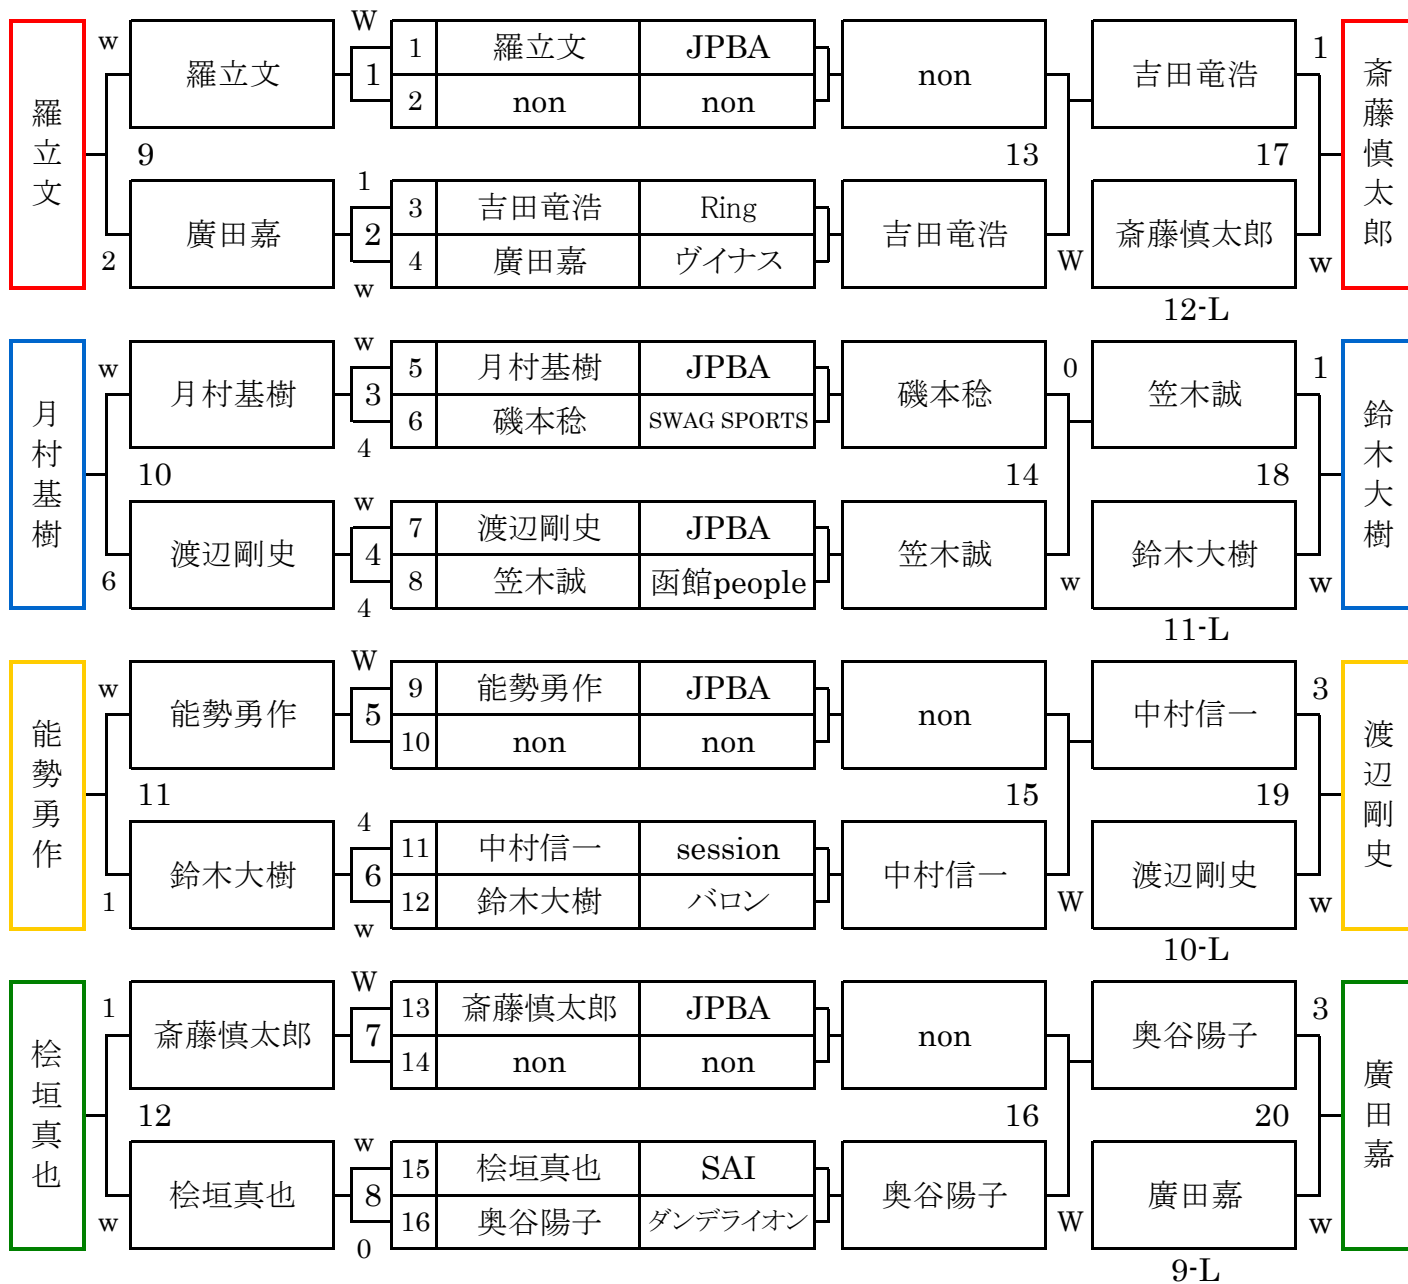 羅立文
w
2
羅立文
9
廣田嘉
W
1
1 羅立文 JPBA
2 non non
1
2
w
3 吉田竜浩 Ring
4 廣田嘉 ヴイナス
non
13
吉田竜浩
W
吉田竜浩
17
斎藤慎太郎
12-L
1
w
斎藤慎太郎
月村基樹
w
6
月村基樹
10
渡辺剛史
w
3
4
5 月村基樹 JPBA
6 磯本稔 SWAG SPORTS
w
4
4
7 渡辺剛史 JPBA
8 笠木誠 函館people
磯本稔
14
笠木誠
0
w
笠木誠
18
鈴木大樹
11-L
1
w
鈴木大樹
能勢勇作
w
1
能勢勇作
11
鈴木大樹
W
5
9 能勢勇作 JPBA
10 non non
4
6
w
11 中村信一 session
12 鈴木大樹 バロン
non
15
中村信一
W
中村信一
19
渡辺剛史
10-L
3
w
渡辺剛史
桧垣真也
1
w
斎藤慎太郎
12
桧垣真也
W
7
13 斎藤慎太郎 JPBA
14 non non
w
8
0
15 桧垣真也 SAI
16 奥谷陽子 ダンデライオン
non
16
奥谷陽子
W
奥谷陽子
20
廣田嘉
9-L
3
w
廣田嘉